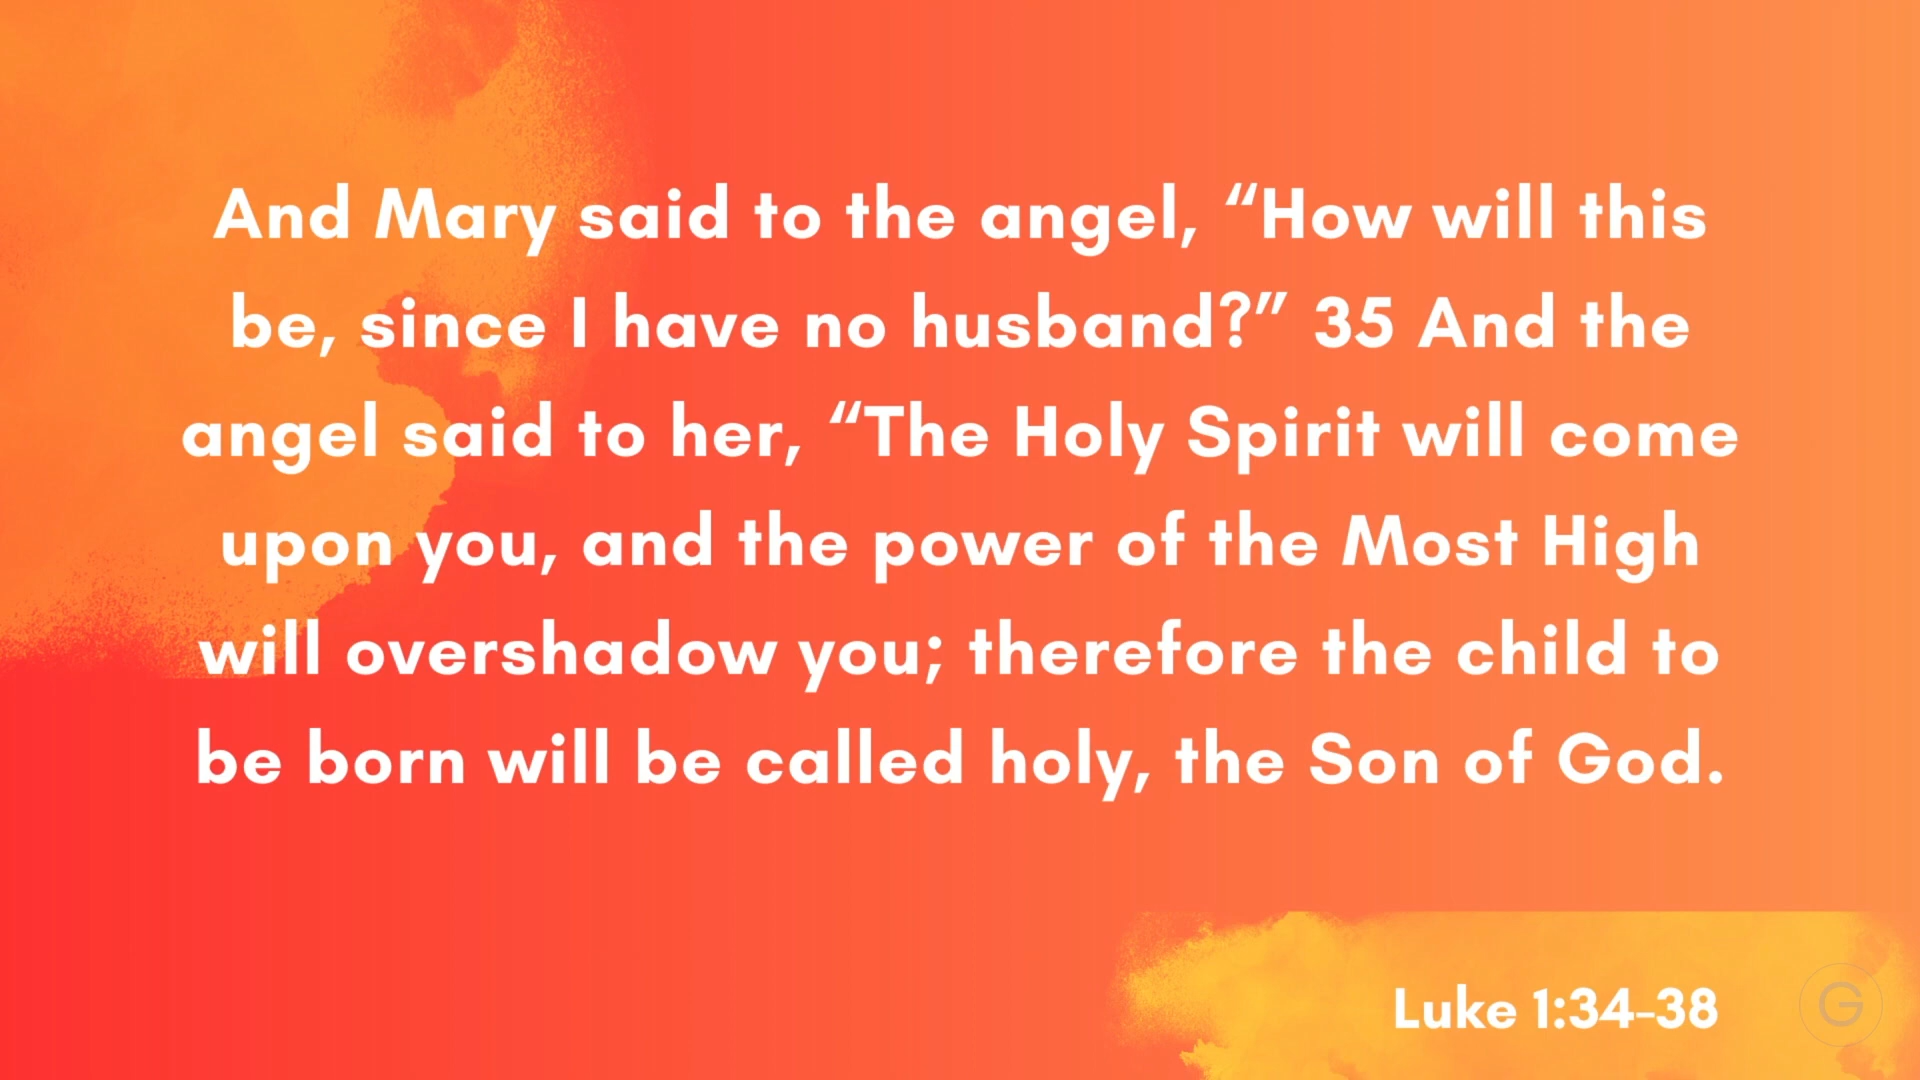 And Mary said to the angel, “How will this
be, since I have no husband?” 35 And the
angel said to her, “The Holy Spirit will come
upon you, and the power of the Most High
will overshadow you; therefore the child to
be born will be called holy, the Son of God.
Luke 1:34-38
G